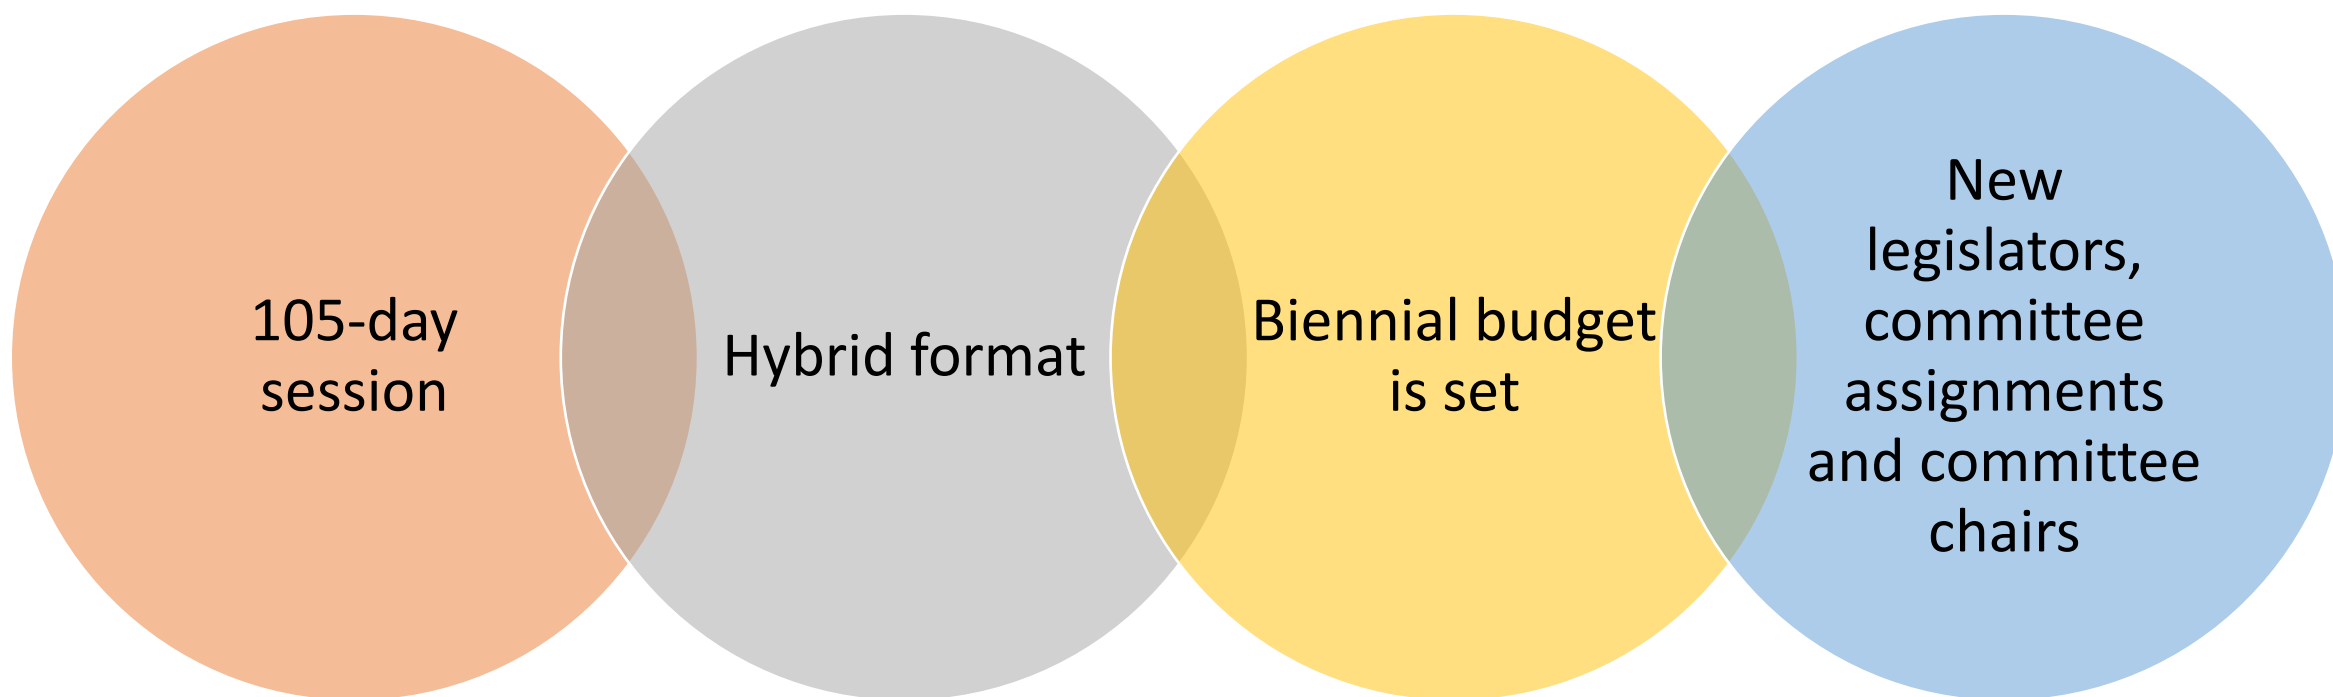 105-day
session
Hybrid format
Biennial budget
is set
New
legislators,
committee
assignments
and committee
chairs